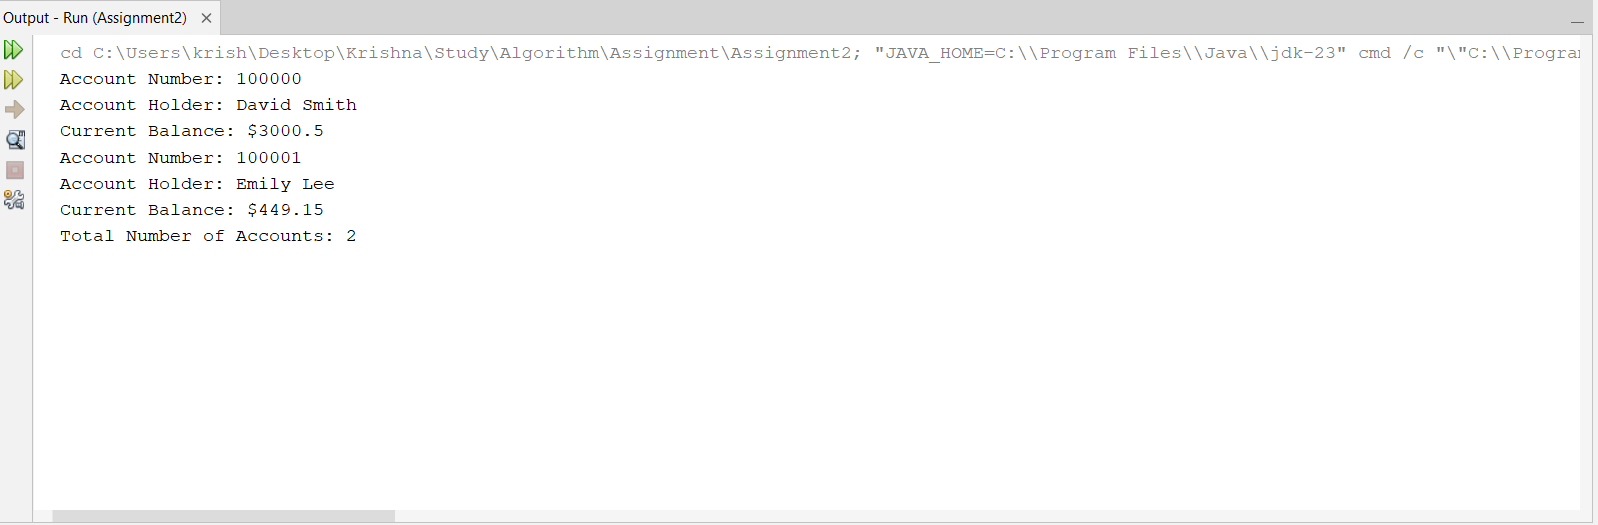 Output - Run (Assignment2)
cd C:\Users\krish\Desktop\Krishna\Study\Algorithm\Assignment\Assignment2; "JAVA_HOME=C:\\Program Files\\Java\\jdk-23" cmd /c "\"C:\\Program
Account Number: 100000
Account Holder: David Smith
Current Balance: $3000.5
Account Number: 100001
Account Holder: Emily Lee
Current Balance: $449.15
Total Number of Accounts: 2